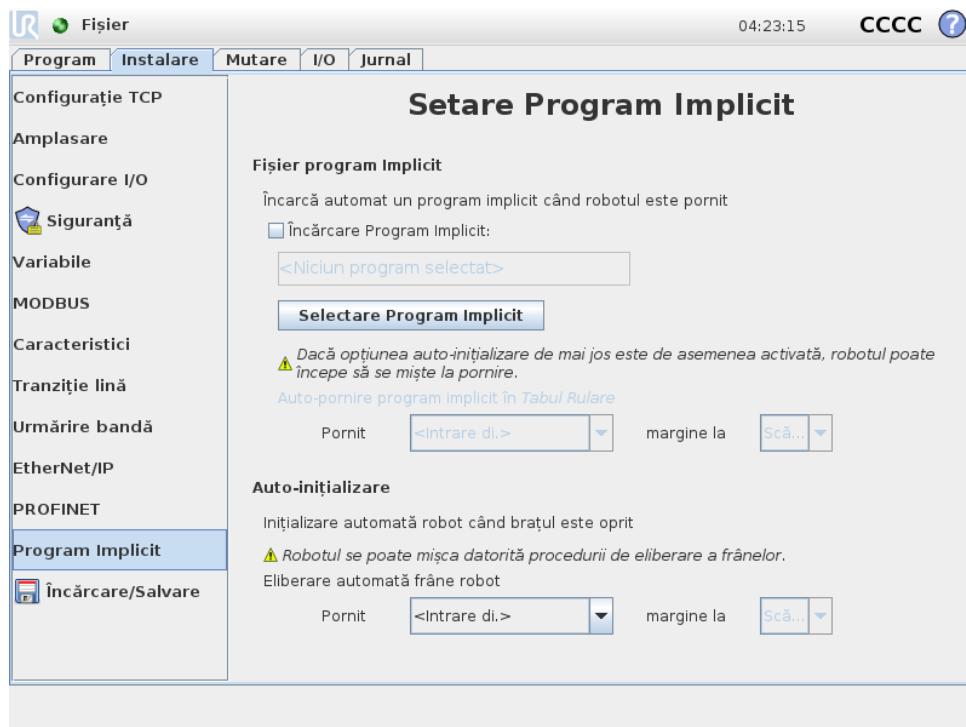 UR Fișier 04:23:15 CCCC ?
Program Instalare Mutare I/O Jurnal
Configurație TCP
Amplasare
Configurare I/O
Siguranță
Variabile
MODBUS
Caracteristici
Tranziție lină
Urmărire bandă
EtherNet/IP
PROFINET
Program Implicit
Încărcare/Salvare
Setare Program Implicit
Fișier program Implicit
Încarcă automat un program implicit când robotul este pornit
Încărcare Program Implicit:
<Niciun program selectat>
Selectare Program Implicit
Dacă opțiunea auto-inițializare de mai jos este de asemenea activată, robotul poate
începe să se miște la pornire.
Auto-pornire program implicit în Tabul Rulare
Pornit <Intrare di.> margine la Scă...
Auto-inițializare
Inițializare automată robot când brațul este oprit
Robotul se poate mișca datorită procedurii de eliberare a frânelor.
Eliberare automată frâne robot
Pornit <Intrare di.> margine la Scă...